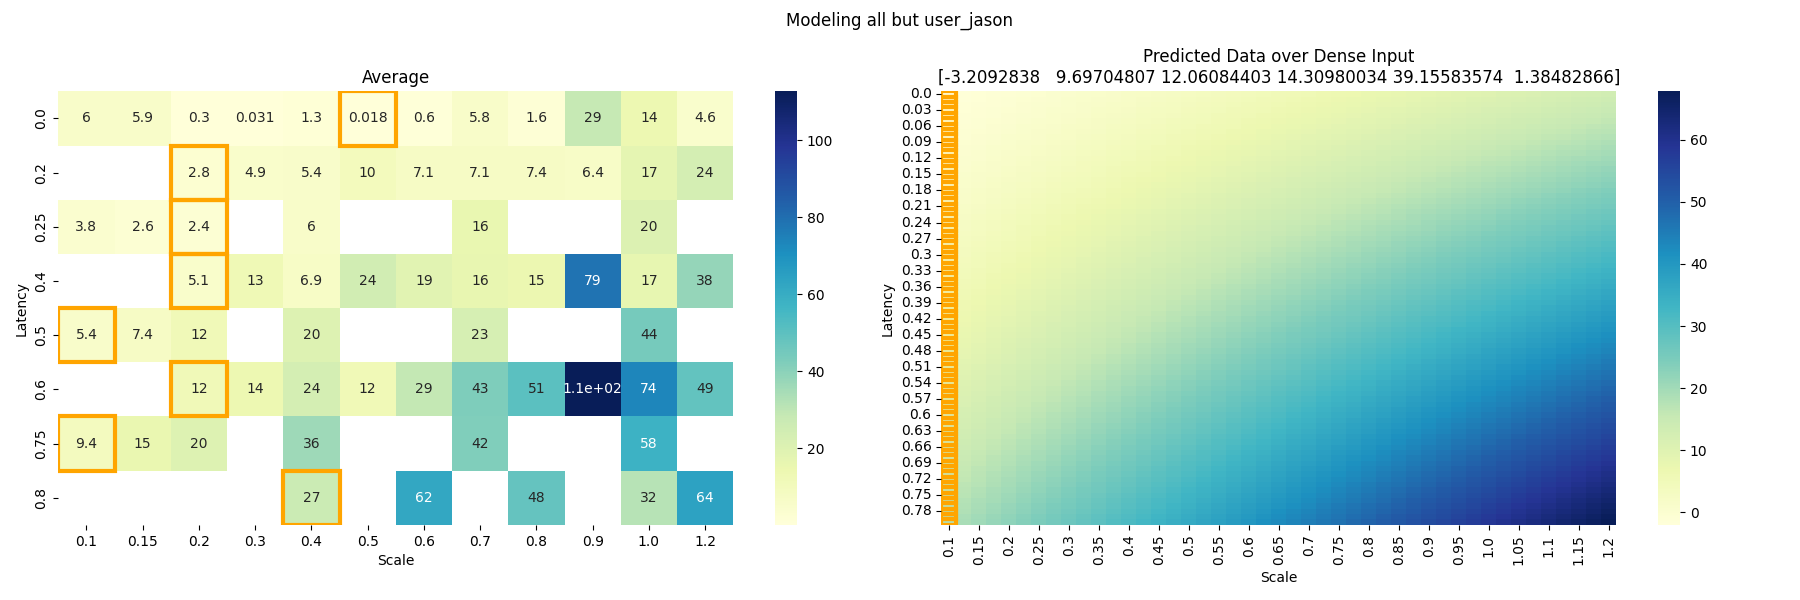 Modeling all but user_jason
Average
0.0 6 5.9 0.3 0.031 1.3 0.018 0.6 5.8 1.6 29 14 4.6
0.2 2.8 4.9 5.4 10 7.1 7.1 7.4 6.4 17 24
0.25 3.8 2.6 2.4 6 16 20
0.4 5.1 13 6.9 24 19 16 15 79 17 38
0.5 5.4 7.4 12 20 23 44
0.6 12 14 24 12 29 43 51 1.1e+02 74 49
0.75 9.4 15 20 36 42 58
0.8 27 62 48 32 64
0.1 0.15 0.2 0.3 0.4 0.5 0.6 0.7 0.8 0.9 1.0 1.2
Scale
Latency
100
80
60
40
20
Predicted Data over Dense Input
[-3.2092838 9.69704807 12.06084403 14.30980034 39.15583574 1.38482866]
0.0
0.03
0.06
0.09
0.12
0.15
0.18
0.21
0.24
0.27
0.3
0.33
0.36
0.39
0.42
0.45
0.48
0.51
0.54
0.57
0.6
0.63
0.66
0.69
0.72
0.75
0.78
Latency
0.1 0.15 0.2 0.25 0.3 0.35 0.4 0.45 0.5 0.55 0.6 0.65 0.7 0.75 0.8 0.85 0.9 0.95 1.0 1.05 1.1 1.15 1.2
Scale
60
50
40
30
20
10
0